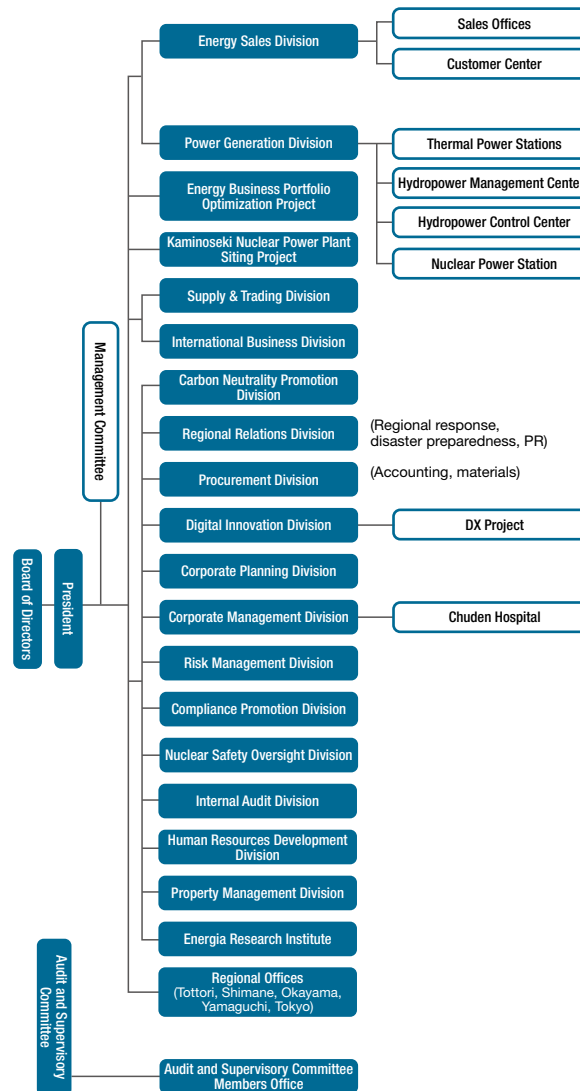 Energy Sales Division
Sales Offices
Customer Center
Power Generation Division
Thermal Power Stations
Hydropower Management Cente
Hydropower Control Center
Nuclear Power Station
Energy Business Portfolio
Optimization Project
Kaminoseki Nuclear Power Plant
Siting Project
Supply & Trading Division
International Business Division
Management Committee
Carbon Neutrality Promotion
Division
Regional Relations Division
(Regional response,
disaster preparedness, PR)
Procurement Division
(Accounting, materials)
Digital Innovation Division
DX Project
Corporate Planning Division
Board of Directors
President
Corporate Management Division
Chuden Hospital
Risk Management Division
Compliance Promotion Division
Nuclear Safety Oversight Division
Internal Audit Division
Human Resources Development
Division
Property Management Division
Energia Research Institute
Regional Offices
(Tottori, Shimane, Okayama,
Yamaguchi, Tokyo)
Audit and Supervisory
Committee
Audit and Supervisory Committee
Members Office